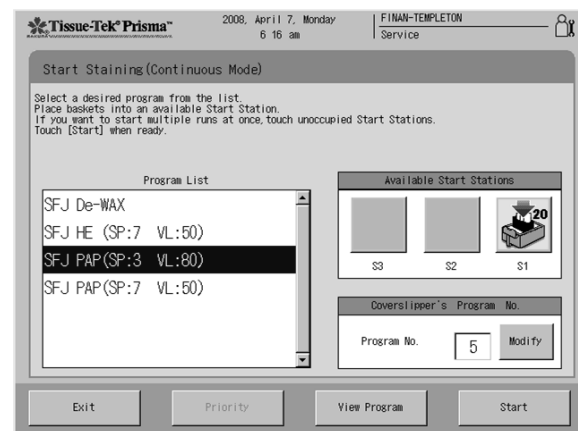 Tissue-Tek® Prisma™
2008, April 7, Monday
6 16 am
FINAN-TEMPLETON
Service
Start Staining(Continuous Mode)
Select a desired program from the list.
Place baskets into an available Start Station.
If you want to start multiple runs at once,touch unoccupied Start Stations.
Touch [Start] when ready.
Program List
SFJ De-WAX
SFJ HE (SP:7 VL:50)
SFJ PAP(SP:3 VL:80)
SFJ PAP(SP:7 VL:50)
Available Start Stations
20
S3 S2 S1
Coverslipper's Program No.
Program No. 5 Modify
Exit Priority View Program Start